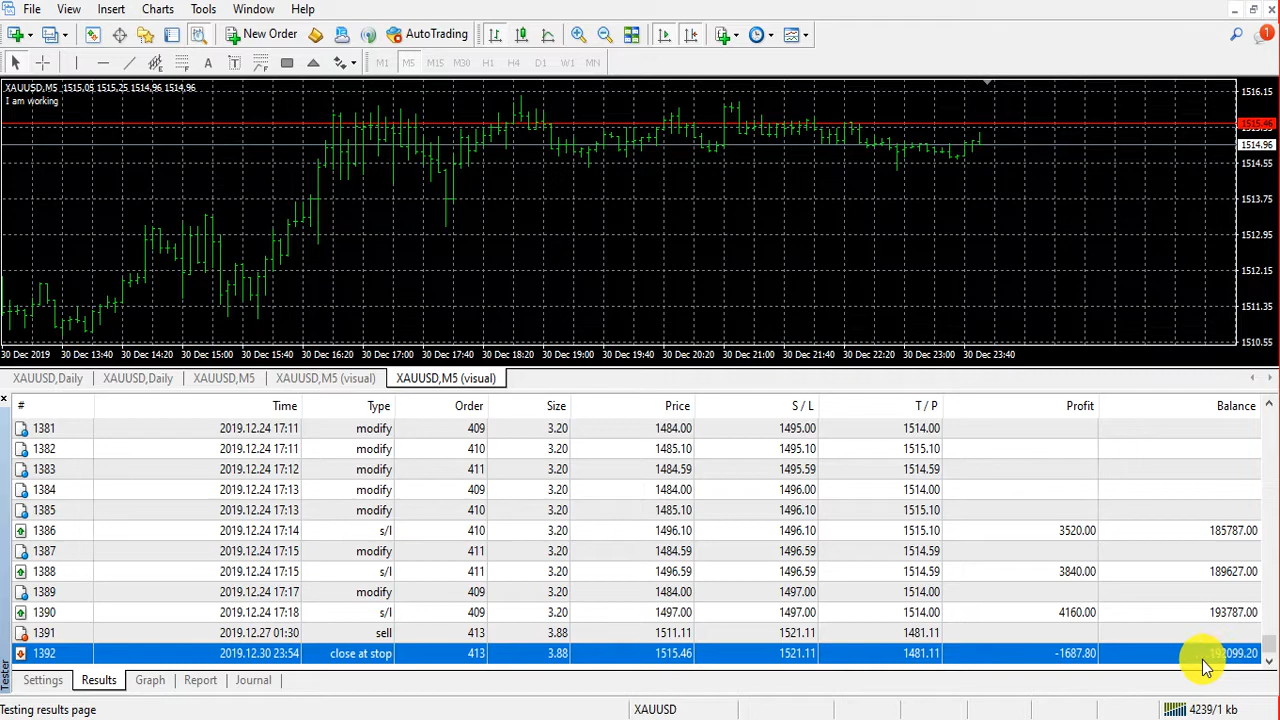 File View Insert Charts Tools Window Help
New Order AutoTrading 1
A T M1 M5 M15 M30 H1 H4 D1 W1 MN
XAUUSD,M5 1515.05 1515.25 1514.96 1514.96
I am working
1516.15
1515.46
1514.96
1514.55
1513.75
1512.95
1512.15
1511.35
1510.55
30 Dec 2019 30 Dec 13:40 30 Dec 14:20 30 Dec 15:00 30 Dec 15:40 30 Dec 16:20 30 Dec 17:00 30 Dec 17:40 30 Dec 18:20 30 Dec 19:00 30 Dec 19:40 30 Dec 20:20 30 Dec 21:00 30 Dec 21:40 30 Dec 22:20 30 Dec 23:00 30 Dec 23:40
XAUUSD,Daily XAUUSD,Daily XAUUSD,M5 XAUUSD,M5 (visual) XAUUSD,M5 (visual)
# Time Type Order Size Price S / L T / P Profit Balance
1381 2019.12.24 17:11 modify 409 3.20 1484.00 1495.00 1514.00
1382 2019.12.24 17:11 modify 410 3.20 1485.10 1495.10 1515.10
1383 2019.12.24 17:12 modify 411 3.20 1484.59 1495.59 1514.59
1384 2019.12.24 17:13 modify 409 3.20 1484.00 1496.00 1514.00
1385 2019.12.24 17:13 modify 410 3.20 1485.10 1496.10 1515.10
1386 2019.12.24 17:14 s/l 410 3.20 1496.10 1496.10 1515.10 3520.00 185787.00
1387 2019.12.24 17:15 modify 411 3.20 1484.59 1496.59 1514.59
1388 2019.12.24 17:15 s/l 411 3.20 1496.59 1496.59 1514.59 3840.00 189627.00
1389 2019.12.24 17:17 modify 409 3.20 1484.00 1497.00 1514.00
1390 2019.12.24 17:18 s/l 409 3.20 1497.00 1497.00 1514.00 4160.00 193787.00
1391 2019.12.27 01:30 sell 413 3.88 1511.11 1521.11 1481.11
1392 2019.12.30 23:54 close at stop 413 3.88 1515.46 1521.11 1481.11 -1687.80 192099.20
Tester
Settings Results Graph Report Journal
Testing results page XAUUSD 4239/1 kb